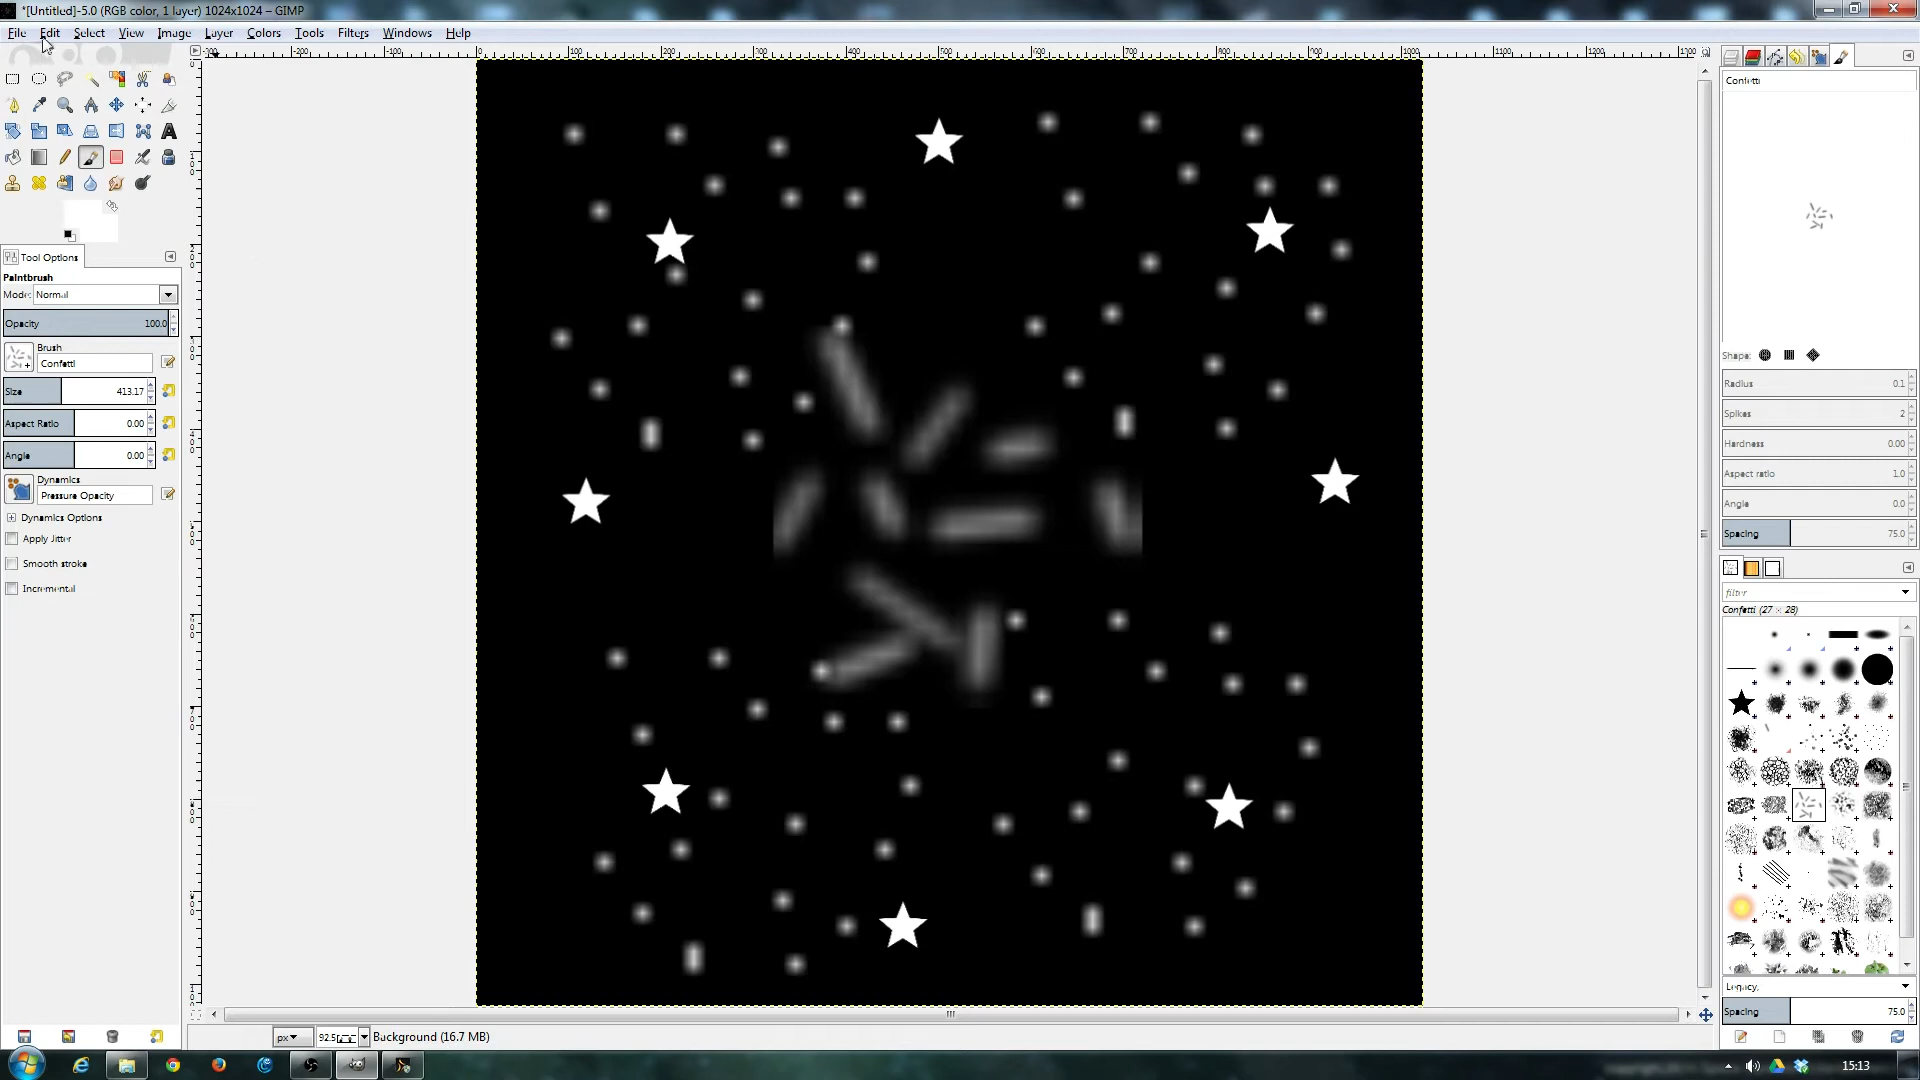 *[Untitled]-5.0 (RGB color, 1 layer) 1024x1024 – GIMP
File Edit Select View Image Layer Colors Tools Filters Windows Help
Confetti
Tool Options
Paintbrush
Mode: Normal
Opacity 100.0
Brush
Confetti
Size 413.17
Aspect Ratio 0.00
Angle 0.00
Dynamics
Pressure Opacity
Dynamics Options
Apply Jitter
Smooth stroke
Incremental
Shape:
Radius 0.1
Spikes 2
Hardness 0.00
Aspect ratio 1.0
Angle 0.0
Spacing 75.0
filter
Confetti (27 × 28)
Legacy,
Spacing 75.0
px
92.5
Background (16.7 MB)
15:13